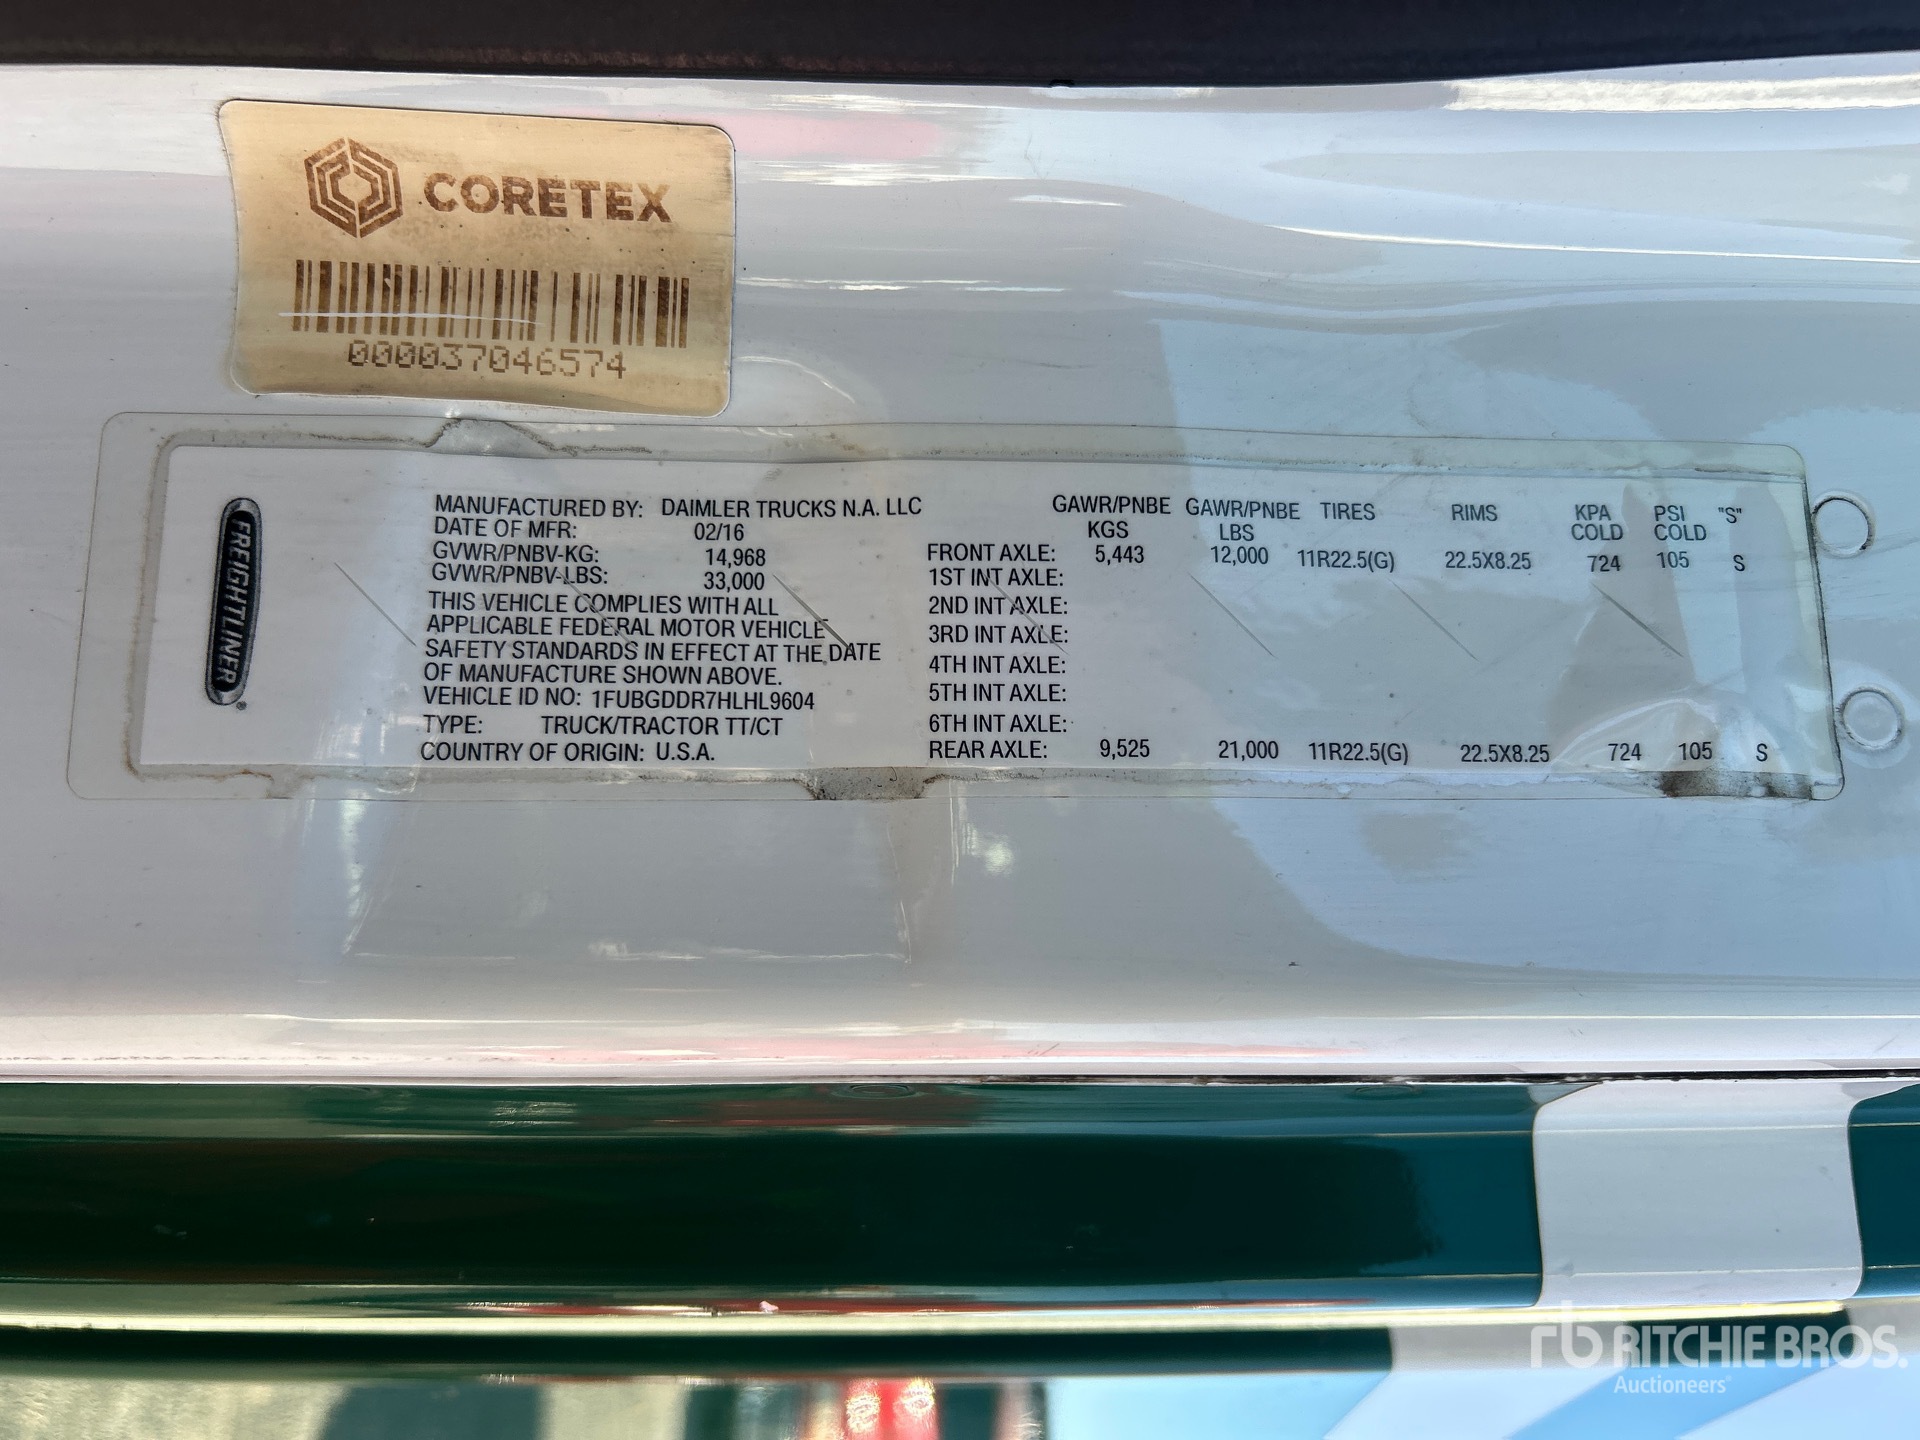 CORETEX
000037046574
FREIGHTLINER
MANUFACTURED BY: DAIMLER TRUCKS N.A. LLC
DATE OF MFR: 02/16
GVWR/PNBV-KG: 14,968
GVWR/PNBV-LBS: 33,000
THIS VEHICLE COMPLIES WITH ALL
APPLICABLE FEDERAL MOTOR VEHICLE
SAFETY STANDARDS IN EFFECT AT THE DATE
OF MANUFACTURE SHOWN ABOVE.
VEHICLE ID NO: 1FUBGDDR7HLHL9604
TYPE: TRUCK/TRACTOR TT/CT
COUNTRY OF ORIGIN: U.S.A.
GAWR/PNBE GAWR/PNBE TIRES RIMS KPA PSI "S"
KGS LBS COLD COLD
FRONT AXLE: 5,443 12,000 11R22.5(G) 22.5X8.25 724 105 S
1ST INT AXLE:
2ND INT AXLE:
3RD INT AXLE:
4TH INT AXLE:
5TH INT AXLE:
6TH INT AXLE:
REAR AXLE: 9,525 21,000 11R22.5(G) 22.5X8.25 724 105 S
rb RITCHIE BROS.
Auctioneers